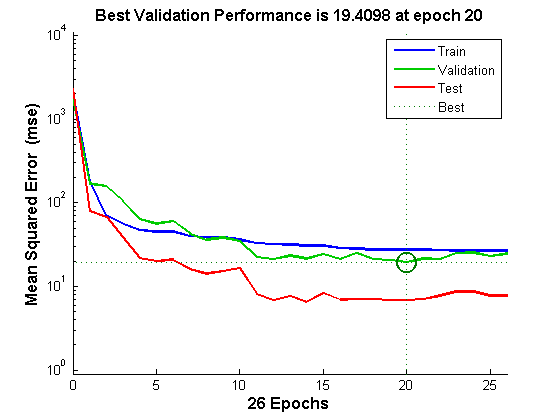 Best Validation Performance is 19.4098 at epoch 20
Train
Validation
Test
Best
Mean Squared Error (mse)
10^4
10^3
10^2
10^1
10^0
0
5
10
15
20
25
26 Epochs